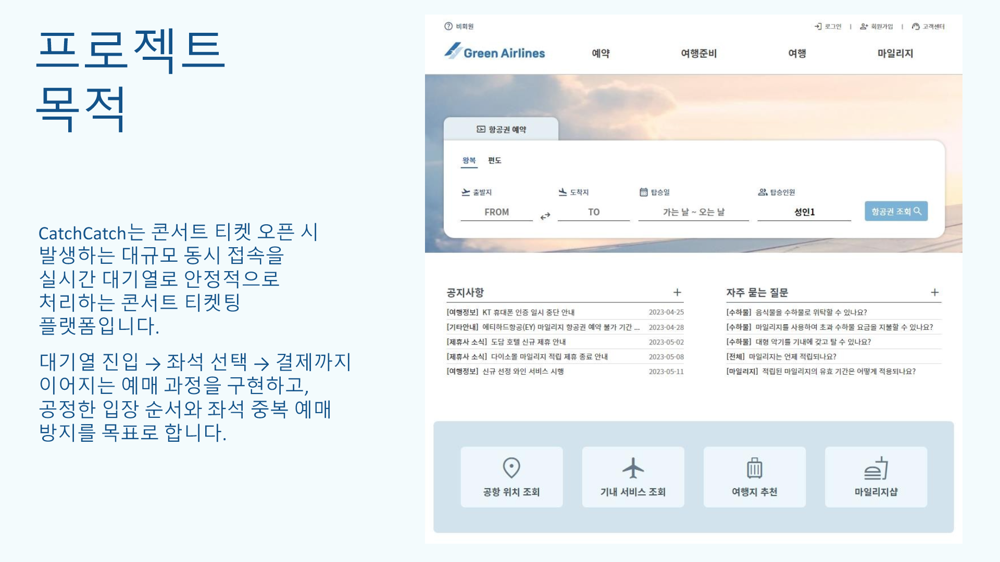 프로젝트
목적
CatchCatch는 콘서트 티켓 오픈 시
발생하는 대규모 동시 접속을
실시간 대기열로 안정적으로
처리하는 콘서트 티켓팅
플랫폼입니다.
대기열 진입 → 좌석 선택 → 결제까지
이어지는 예매 과정을 구현하고,
공정한 입장 순서와 좌석 중복 예매
방지를 목표로 합니다.
비회원
로그인 | 회원가입 | 고객센터
Green Airlines 예약 여행준비 여행 마일리지
항공권 예약
왕복 편도
출발지 도착지 탑승일 탑승인원
FROM TO 가는 날 ~ 오는 날 성인1 항공권 조회
공지사항 +
[여행정보] KT 휴대폰 인증 일시 중단 안내 2023-04-25
[기타안내] 에티하드항공(EY) 마일리지 항공권 예약 불가 기간 ... 2023-04-28
[제휴사 소식] 도담 호텔 신규 제휴 안내 2023-05-02
[제휴사 소식] 다이소몰 마일리지 적립 제휴 종료 안내 2023-05-08
[여행정보] 신규 선정 와인 서비스 시행 2023-05-11
자주 묻는 질문 +
[수하물] 음식물을 수하물로 위탁할 수 있나요?
[수하물] 마일리지를 사용하여 초과 수하물 요금을 지불할 수 있나요?
[수하물] 대형 악기를 기내에 갖고 탈 수 있나요?
[전체] 마일리지는 언제 적립되나요?
[마일리지] 적립된 마일리지의 유효 기간은 어떻게 적용되나요?
공항 위치 조회 기내 서비스 조회 여행지 추천 마일리지샵